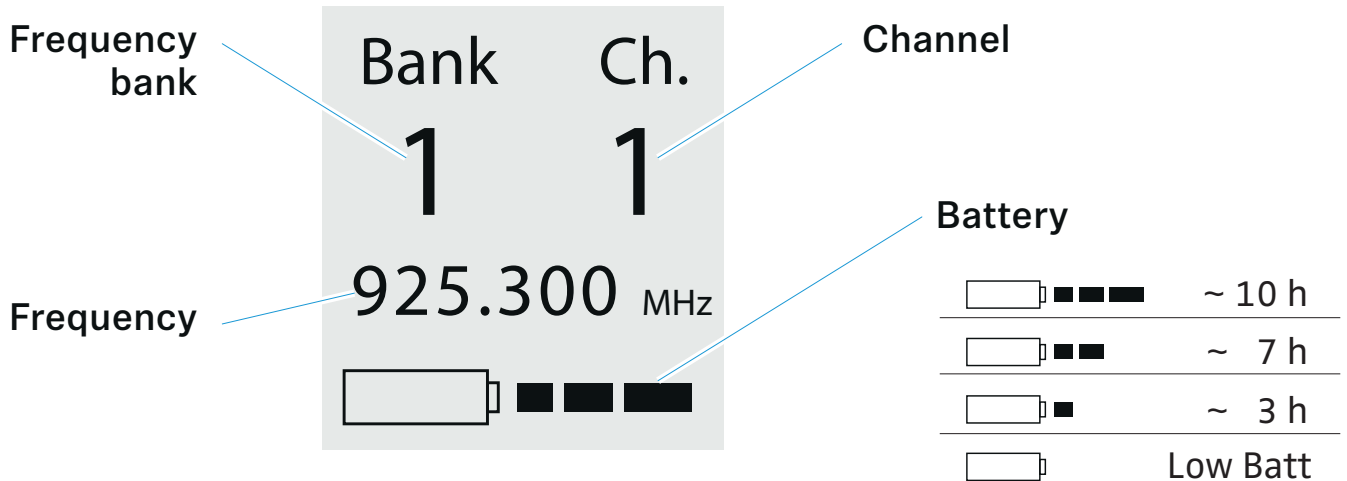 Frequency
bank
Bank Ch.
Channel
1 1
Battery
925.300 MHz
Frequency
~ 10 h
~ 7 h
~ 3 h
Low Batt